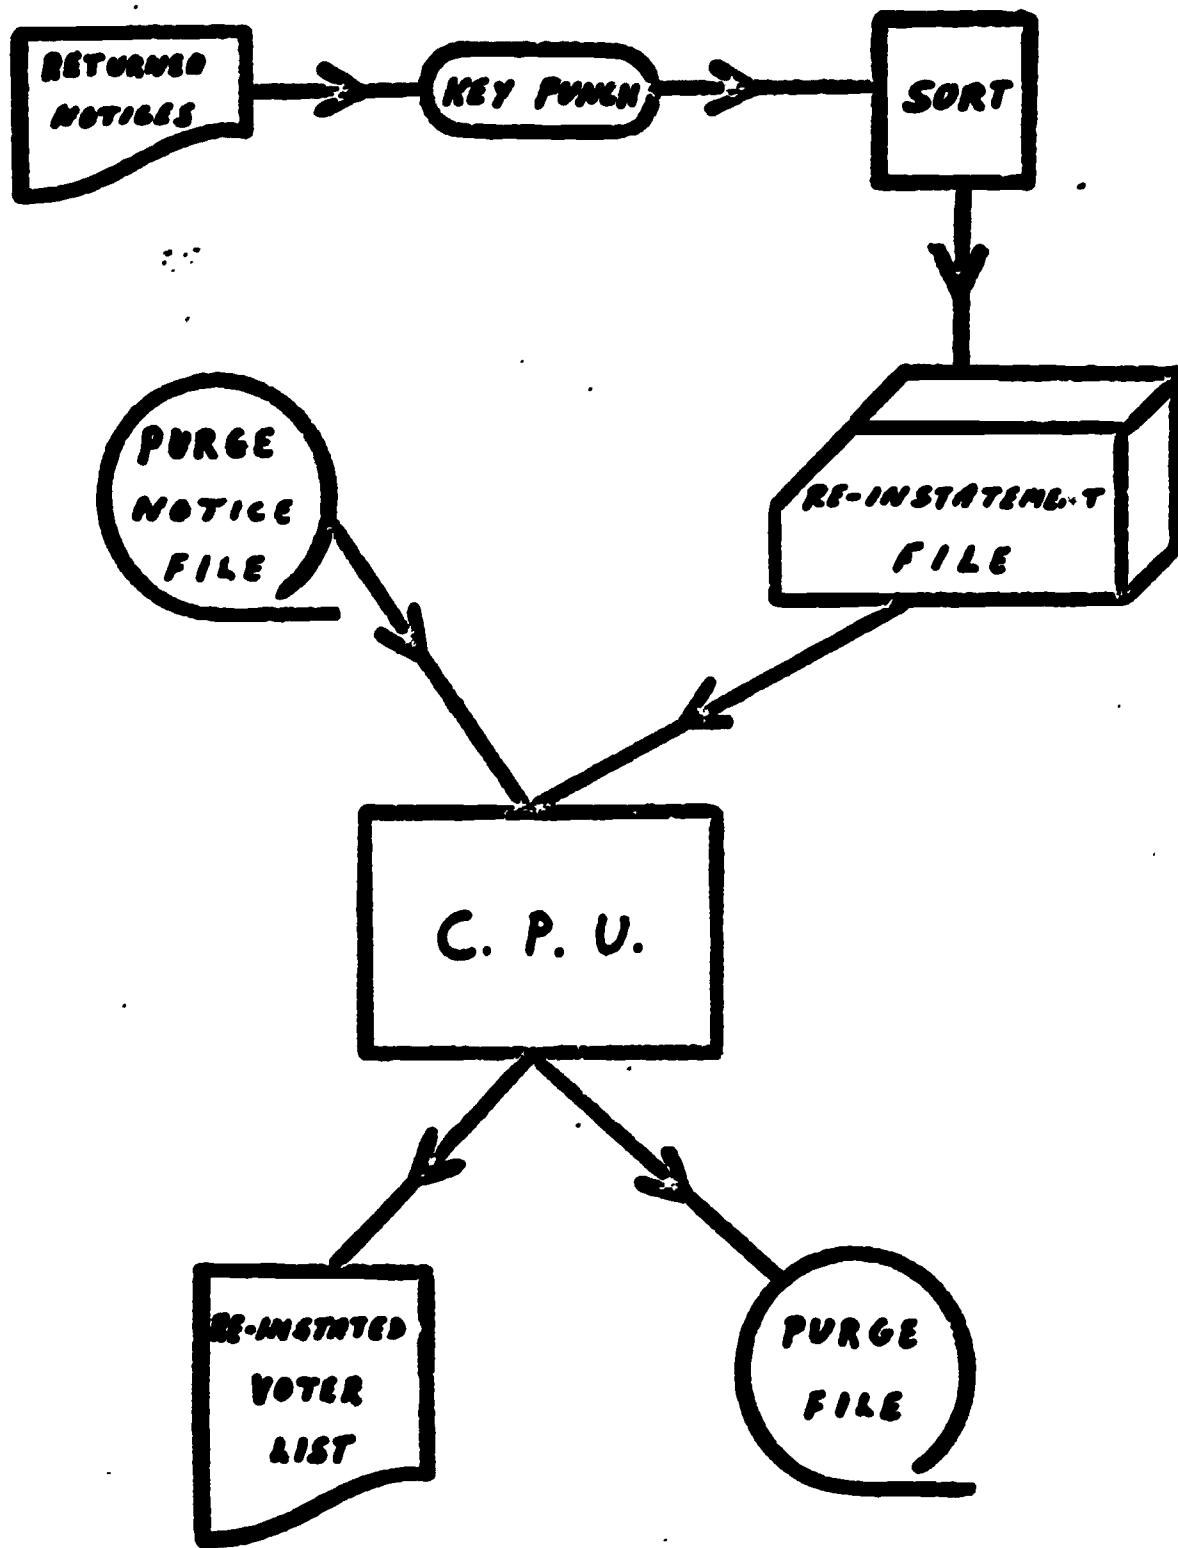 RETURNED
NOTICES
KEY PUNCH
SORT
PURGE
NOTICE
FILE
RE-INSTATEMENT
FILE
C. P. U.
RE-INSTATED
VOTER
LIST
PURGE
FILE